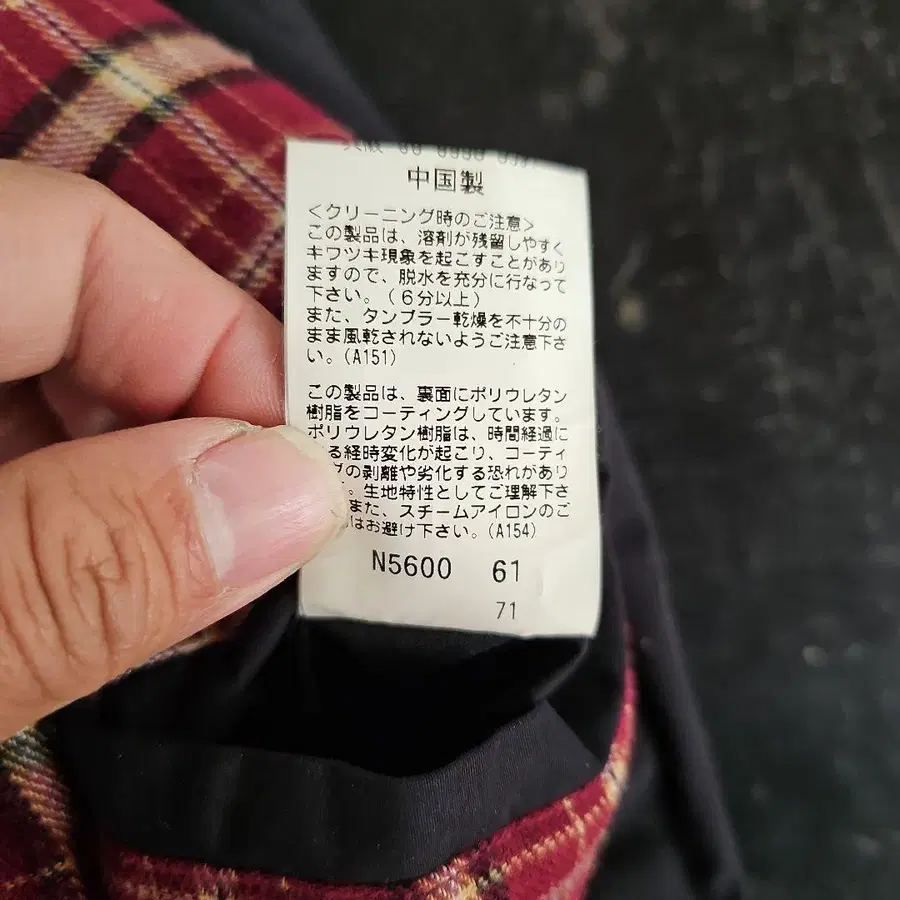 中国製
<クリーニング時のご注意>
この製品は、溶剤が残留しやすく
キワツキ現象を起こすことがあり
ますので、脱水を充分に行なって
下さい。(6分以上)
また、タンブラー乾燥を不十分の
まま風乾されないようご注意下さ
い。(A151)
この製品は、裏面にポリウレタン
樹脂をコーティングしています。
ポリウレタン樹脂は、時間経過に
る経時変化が起こり、コーティ
グの剥離や劣化する恐れがあり
。生地特性としてご理解下さ
また、スチームアイロンのご
はお避け下さい。(A154)
N5600 61
71